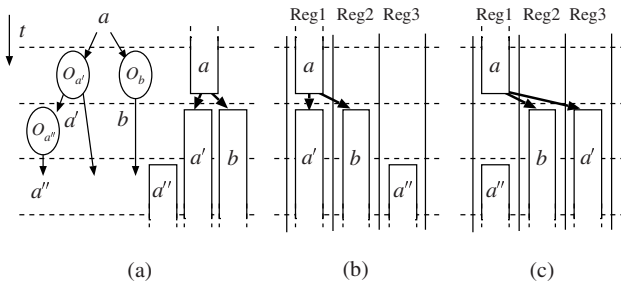 t
a
O_{a'}
O_b
O_{a''}
a'
b
a''
a
a'
b
a''
(a)
Reg1 Reg2 Reg3
a
a'
b
a''
(b)
Reg1 Reg2 Reg3
a
b
a'
a''
(c)